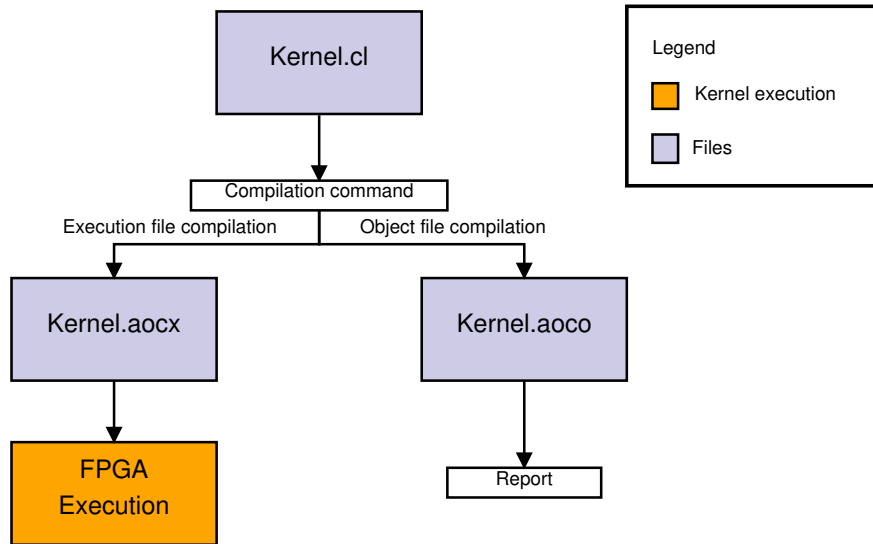 Kernel.cl
Legend
Kernel execution
Files
Compilation command
Execution file compilation
Object file compilation
Kernel.aocx
Kernel.aoco
FPGA
Execution
Report